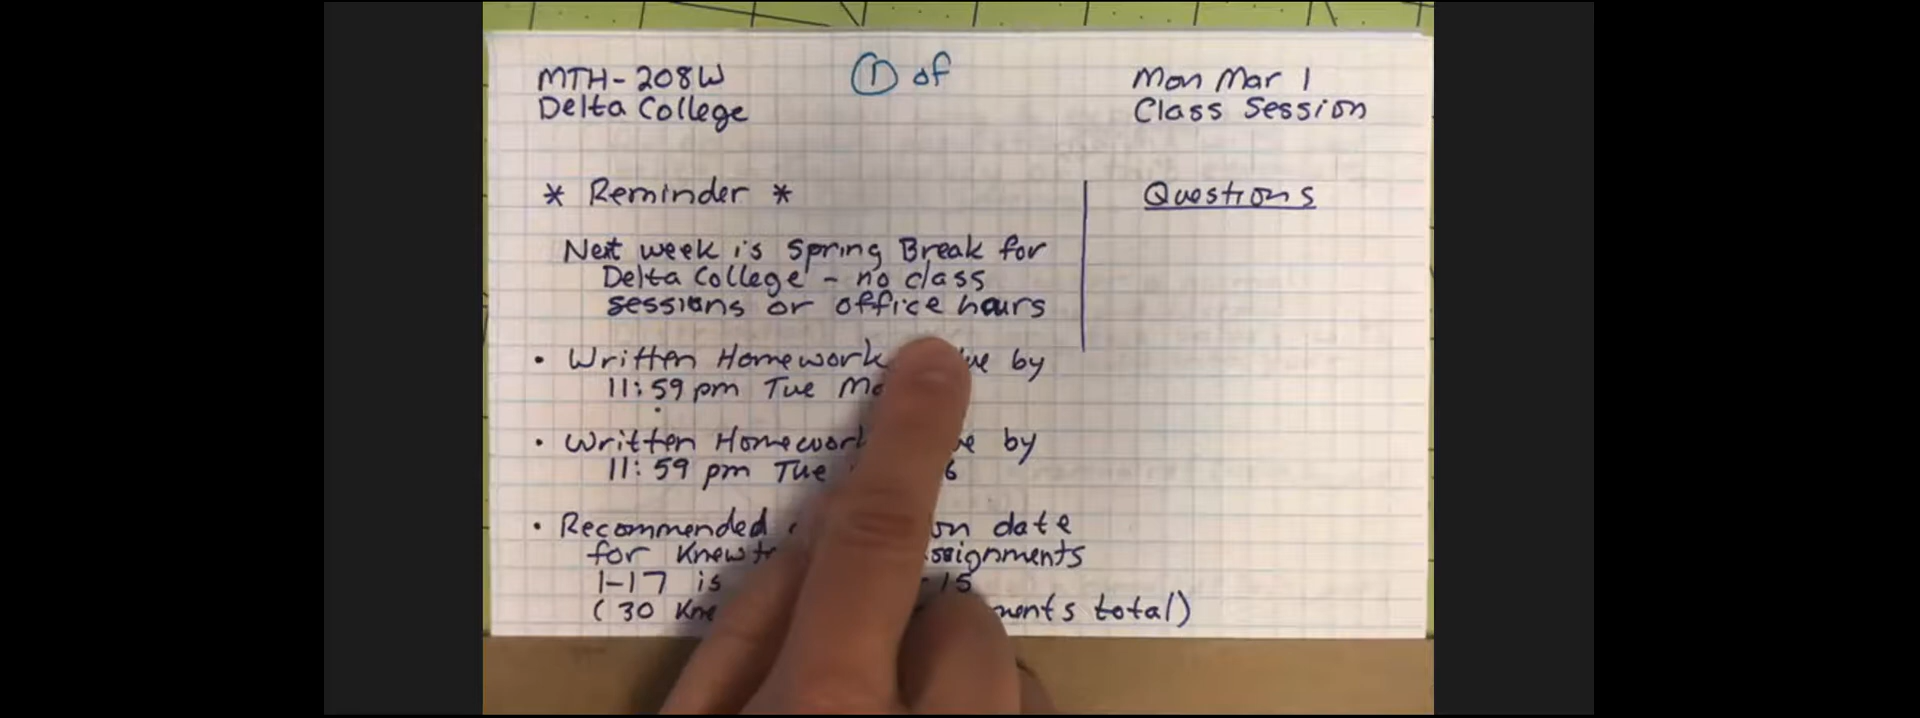 MTH-208W
Delta College
① of
Mon Mar 1
Class Session
* Reminder *
Next week is Spring Break for
Delta College - no class
sessions or office hours
• Written Homework by
11:59 pm Tue
• Written Homework by
11:59 pm Tue
• Recommended date
for
1-17 is 15
(30 total)
Questions